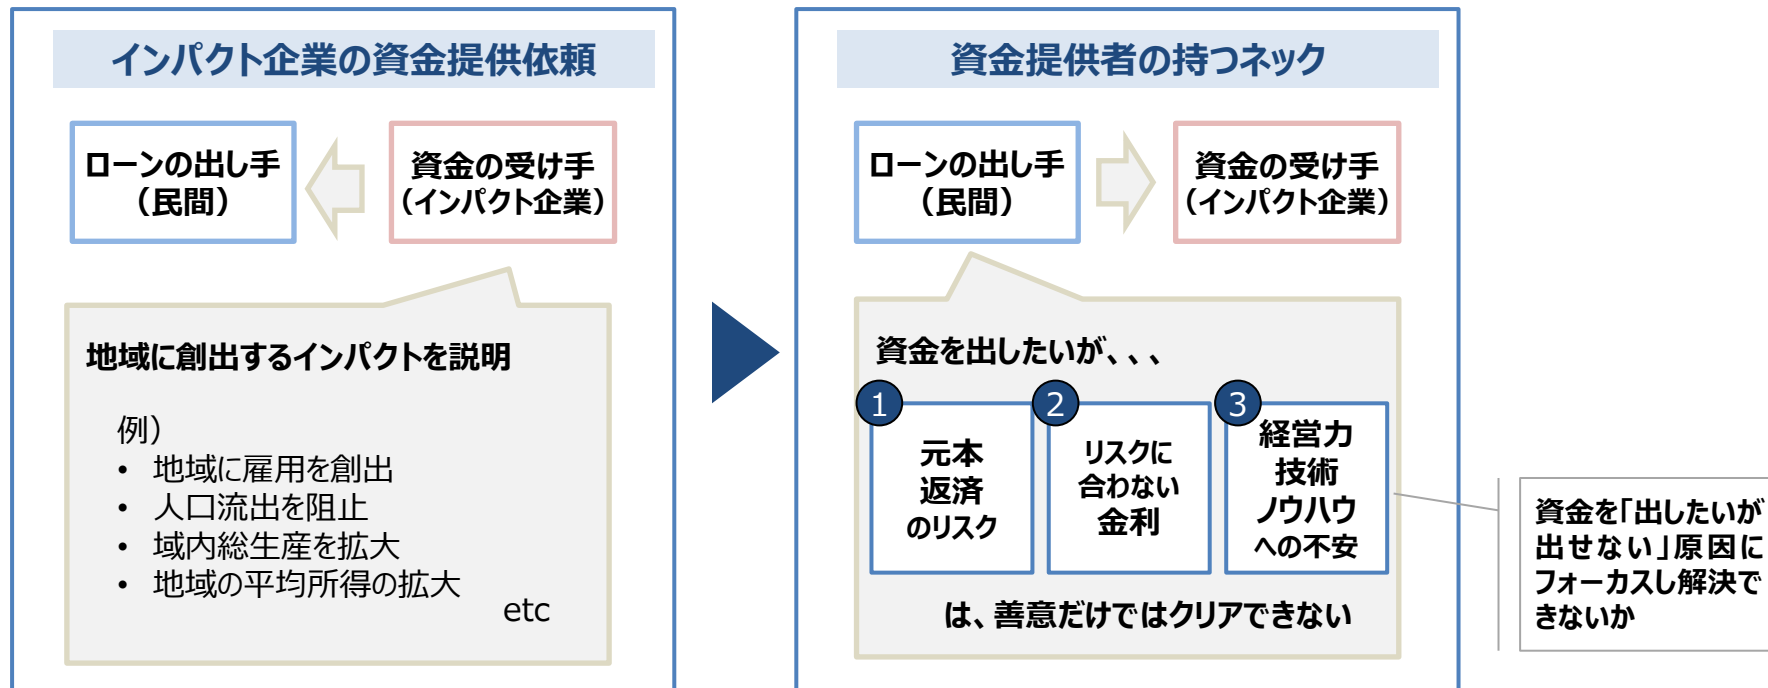 インパクト企業の資金提供依頼
ローンの出し手
（民間）
資金の受け手
（インパクト企業）
地域に創出するインパクトを説明
例）
• 地域に雇用を創出
• 人口流出を阻止
• 域内総生産を拡大
• 地域の平均所得の拡大
etc
資金提供者の持つネック
ローンの出し手
（民間）
資金の受け手
（インパクト企業）
資金を出したいが、、、
1
元本
返済
のリスク
2
リスクに
合わない
金利
3
経営力
技術
ノウハウ
への不安
は、善意だけではクリアできない
資金を「出したいが
出せない」原因に
フォーカスし解決で
きないか